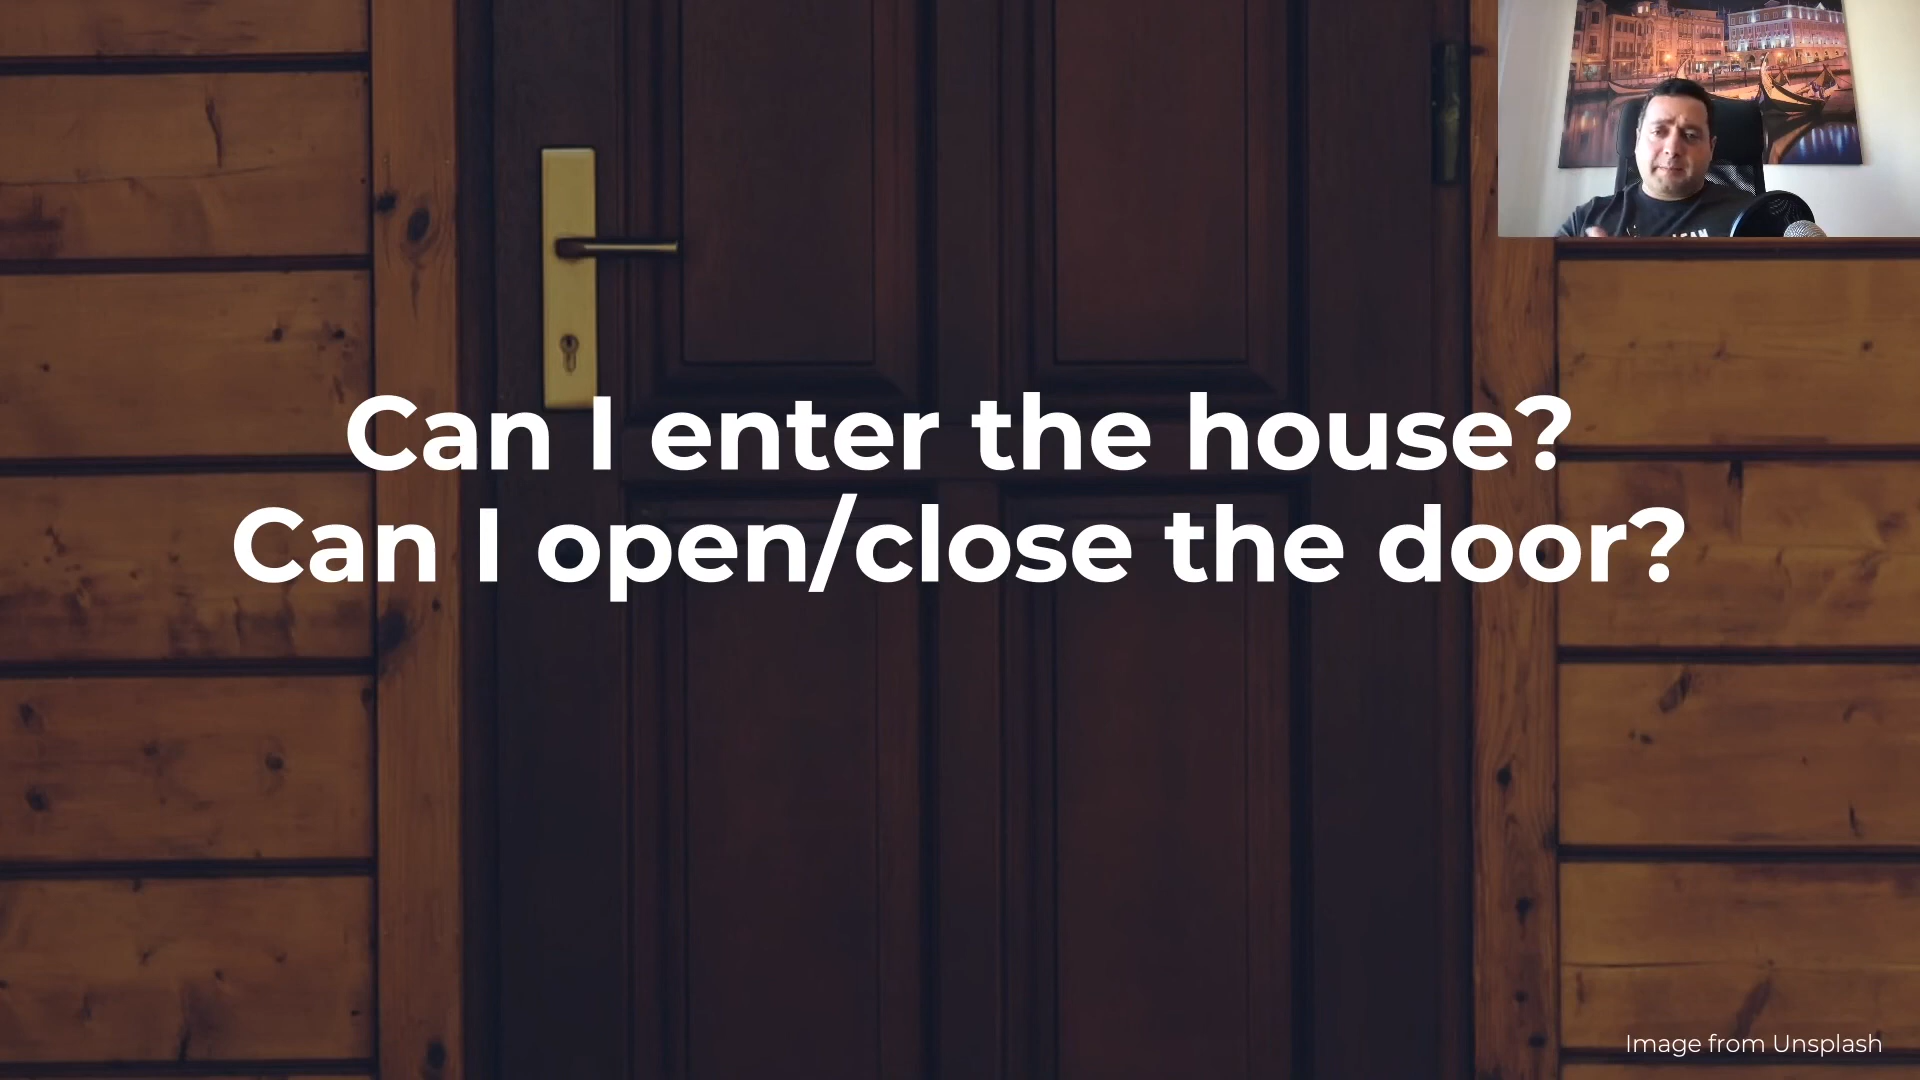 Can I enter the house?
Can I open/close the door?
Image from Unsplash